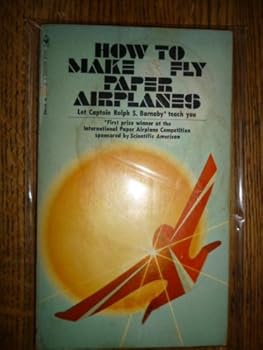 HOW TO
MAKE & FLY
PAPER
AIRPLANES
Let Captain Ralph S. Barnaby* teach you
*First prize winner at the
International Paper Airplane Competition
sponsored by Scientific American